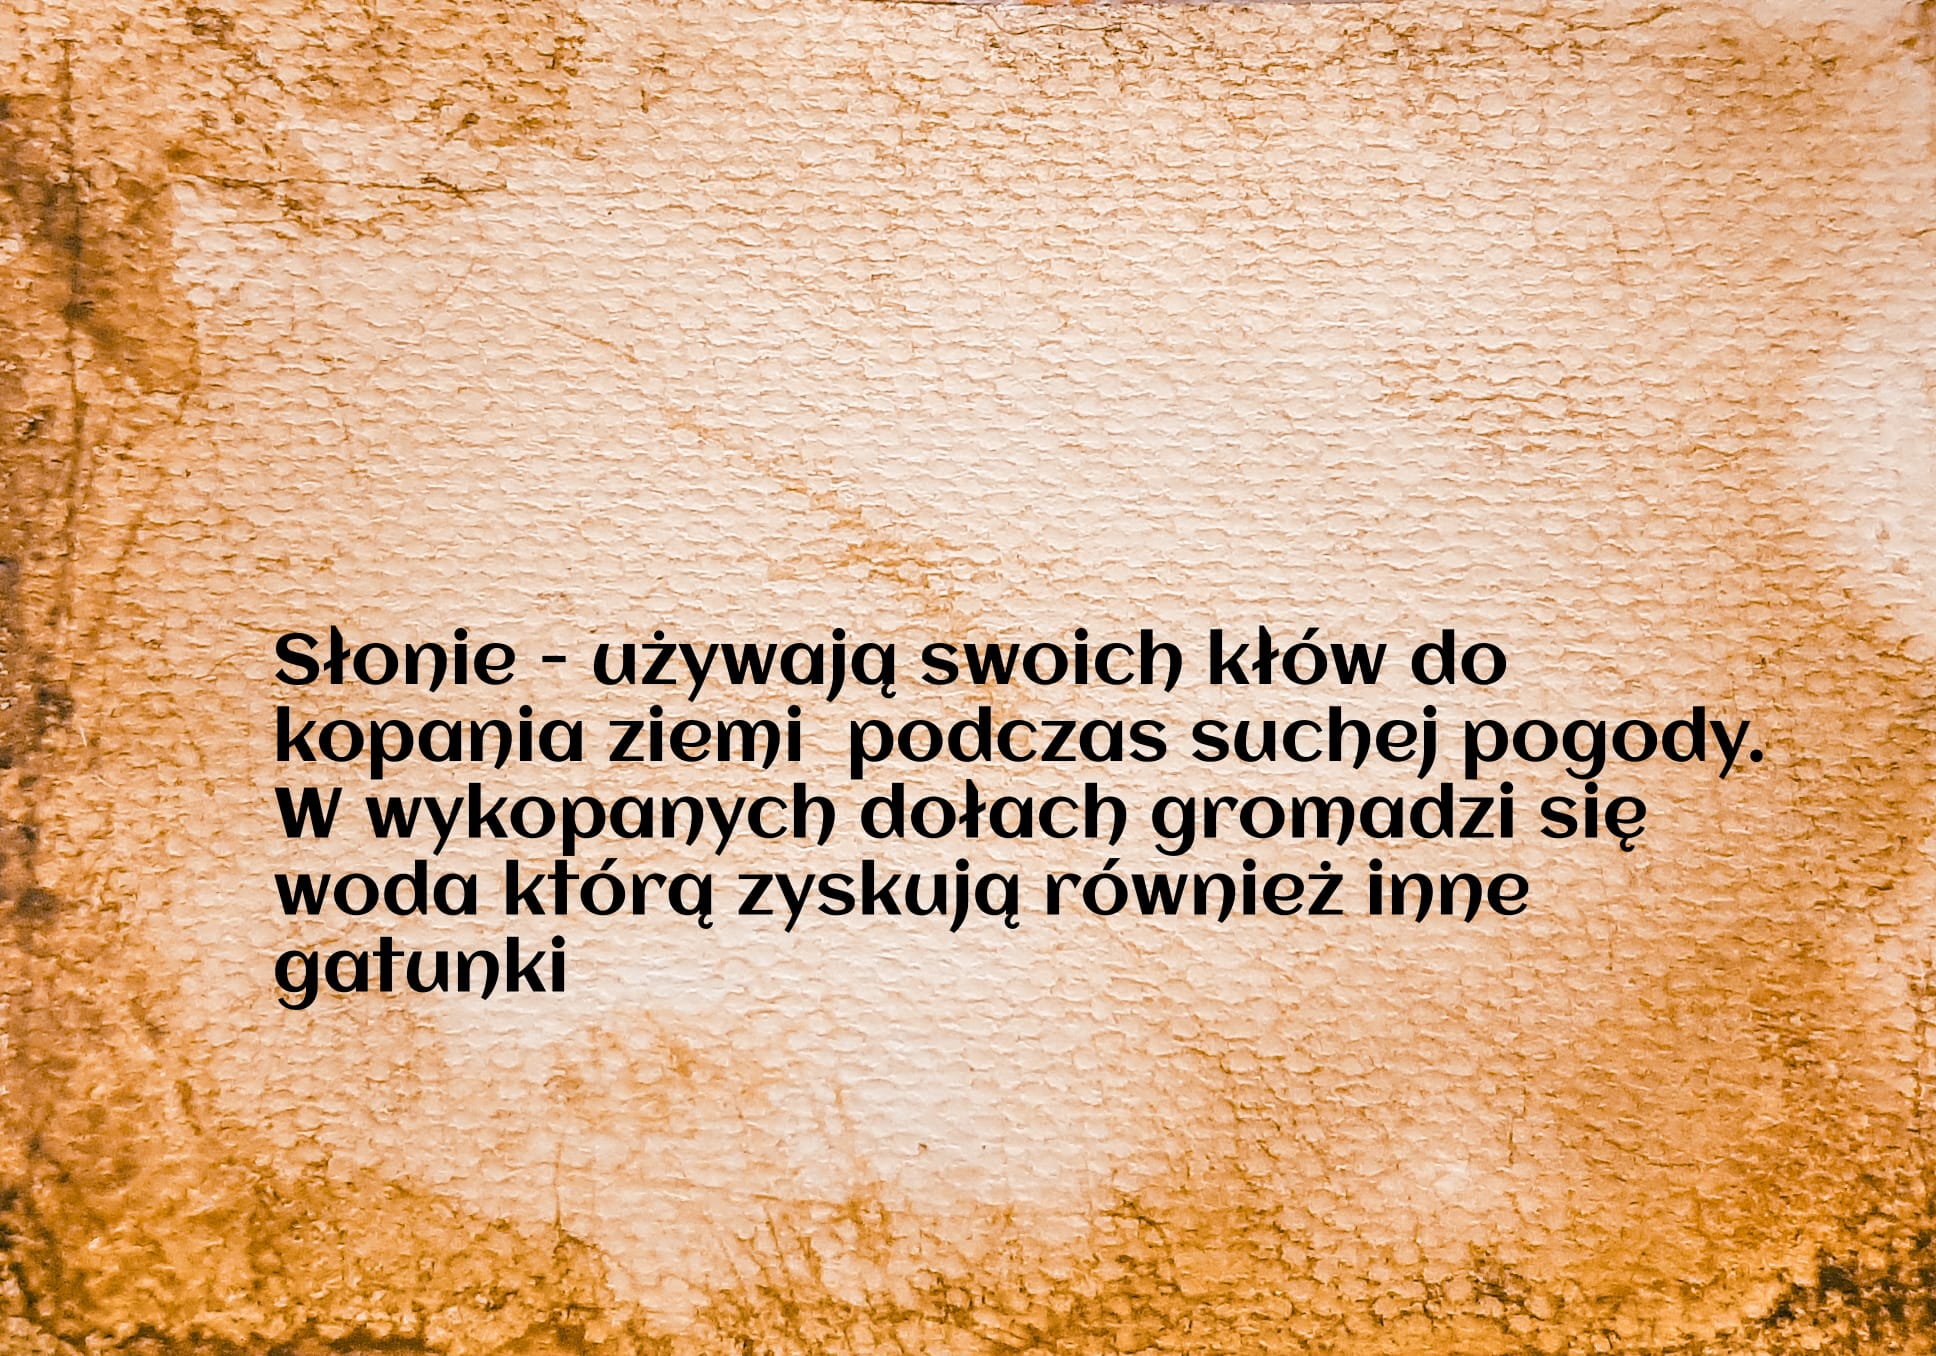 Słonie - używają swoich kłów do
kopania ziemi  podczas suchej pogody.
W wykopanych dołach gromadzi się
woda którą zyskują również inne
gatunki